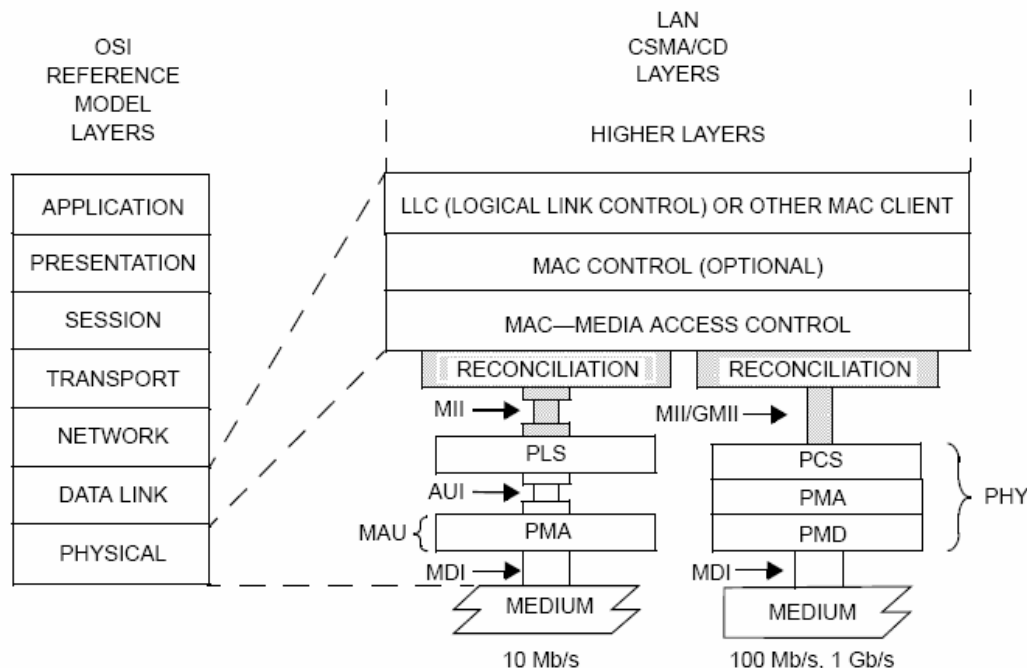 OSI
REFERENCE
MODEL
LAYERS
APPLICATION
PRESENTATION
SESSION
TRANSPORT
NETWORK
DATA LINK
PHYSICAL
LAN
CSMA/CD
LAYERS
HIGHER LAYERS
LLC (LOGICAL LINK CONTROL) OR OTHER MAC CLIENT
MAC CONTROL (OPTIONAL)
MAC—MEDIA ACCESS CONTROL
RECONCILIATION
MII
PLS
AUI
MAU
PMA
MDI
MEDIUM
10 Mb/s
RECONCILIATION
MII/GMII
PCS
PMA
PMD
PHY
MDI
MEDIUM
100 Mb/s, 1 Gb/s